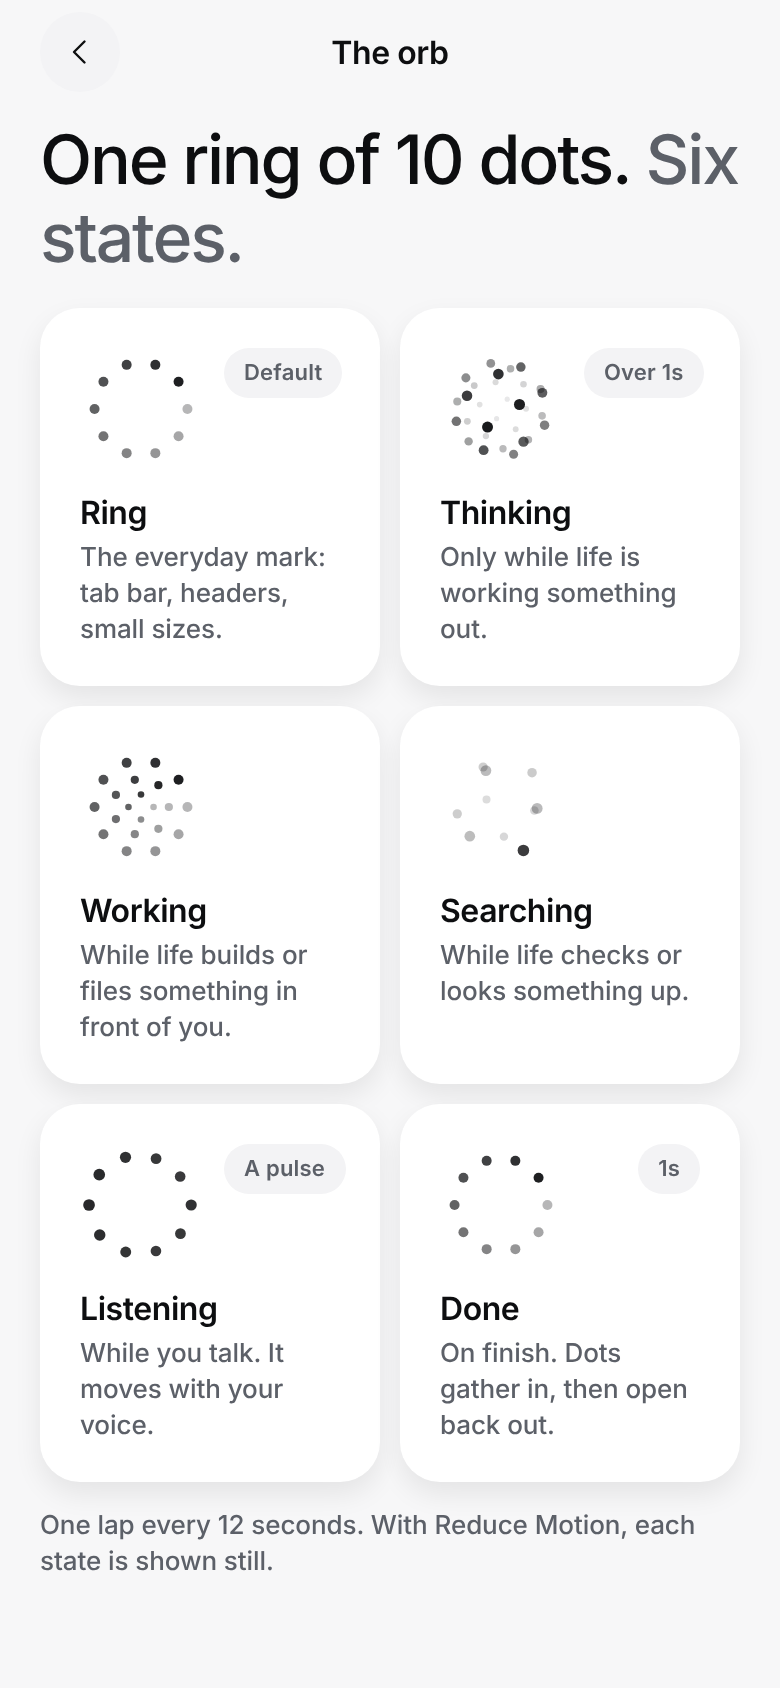 The orb
One ring of 10 dots. Six
states.
Default
Ring
The everyday mark:
tab bar, headers,
small sizes.
Over 1s
Thinking
Only while life is
working something
out.
Working
While life builds or
files something in
front of you.
Searching
While life checks or
looks something up.
A pulse
Listening
While you talk. It
moves with your
voice.
1s
Done
On finish. Dots
gather in, then open
back out.
One lap every 12 seconds. With Reduce Motion, each
state is shown still.